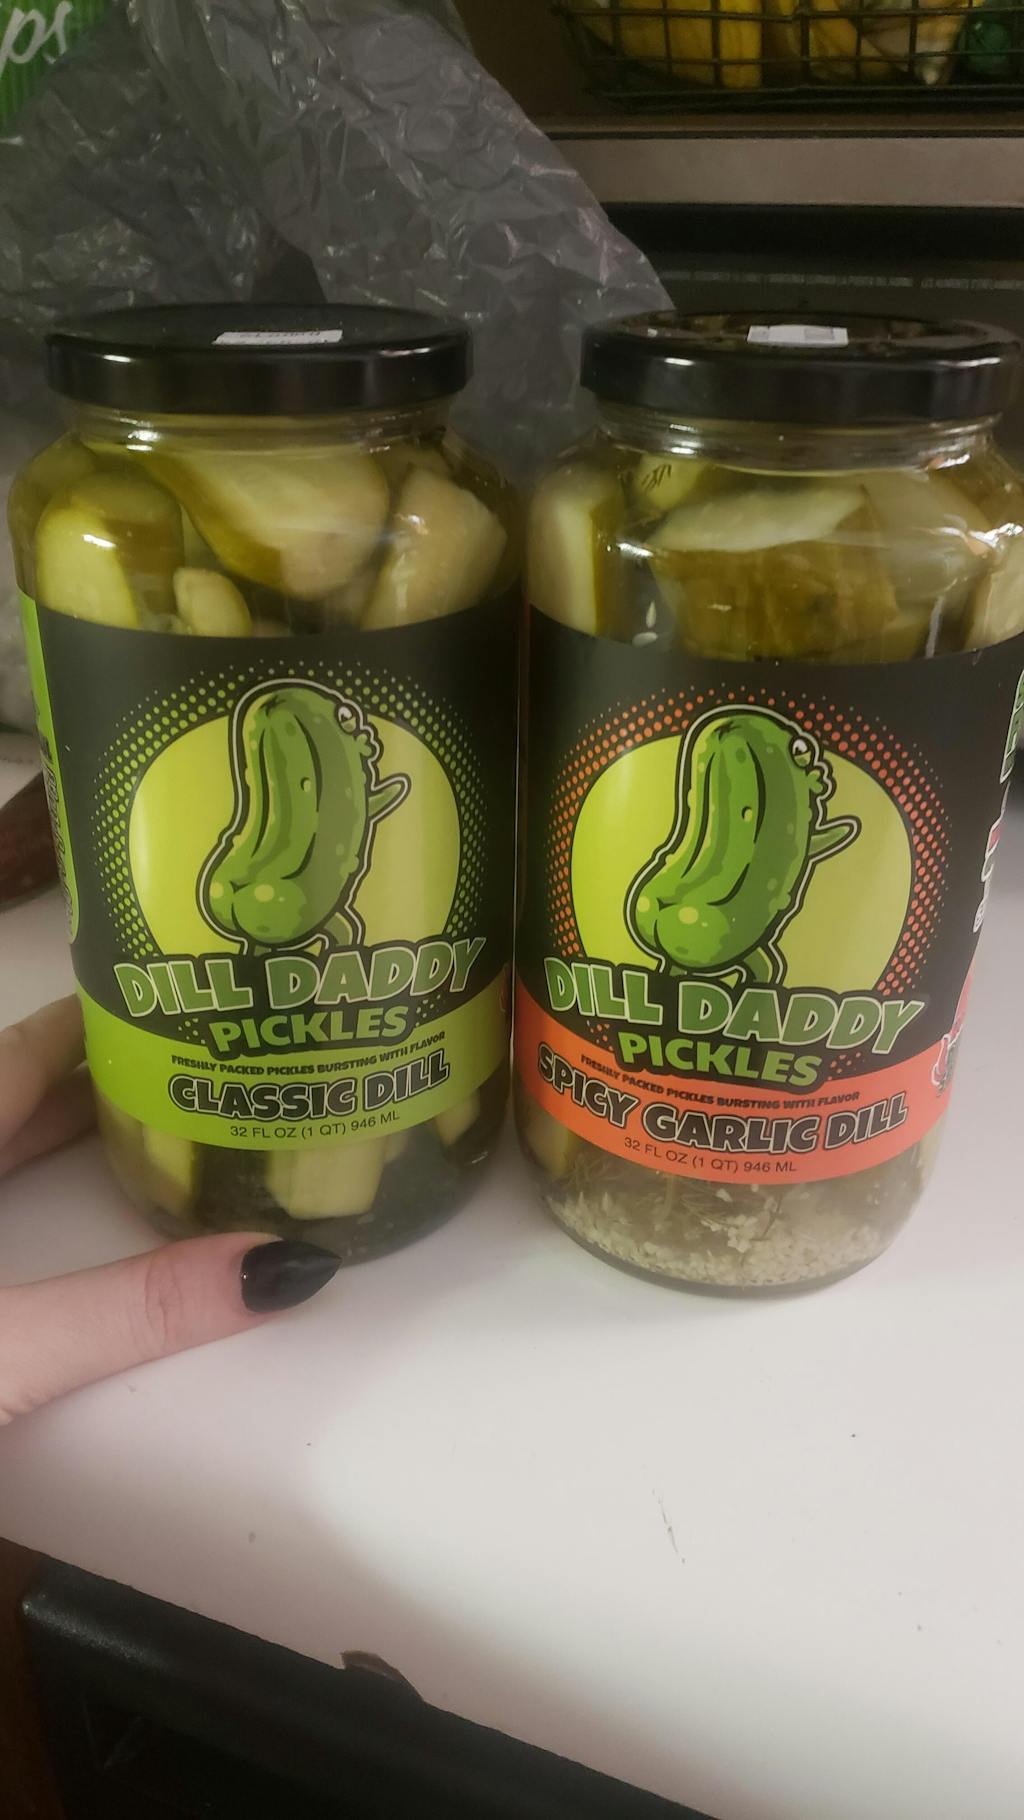 ps
DILL DADDY
PICKLES
FRESHLY PACKED PICKLES BURSTING WITH FLAVOR
CLASSIC DILL
32 FL OZ (1 QT) 946 ML
DILL DADDY
PICKLES
FRESHLY PACKED PICKLES BURSTING WITH FLAVOR
SPICY GARLIC DILL
32 FL OZ (1 QT) 946 ML